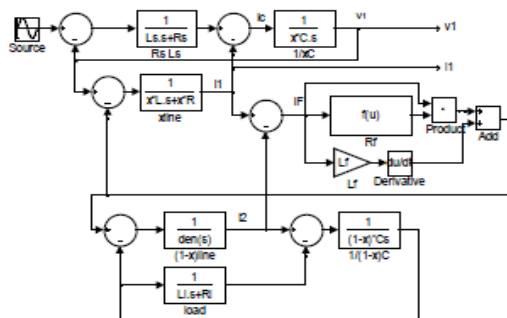 Source
1
Ls.s+Rs
Rs Ls
Ic
1
x*C.s
1/xC
v1
v1
I1
1
x*L.s+x*R
xline
I1
IF
f(u)
Rf
Product
Add
Lf
Lf
du/dt
Derivative
1
den(s)
(1-x)line
I2
1
(1-x)*Cs
1/(1-x)C
1
Ll.s+Rl
load